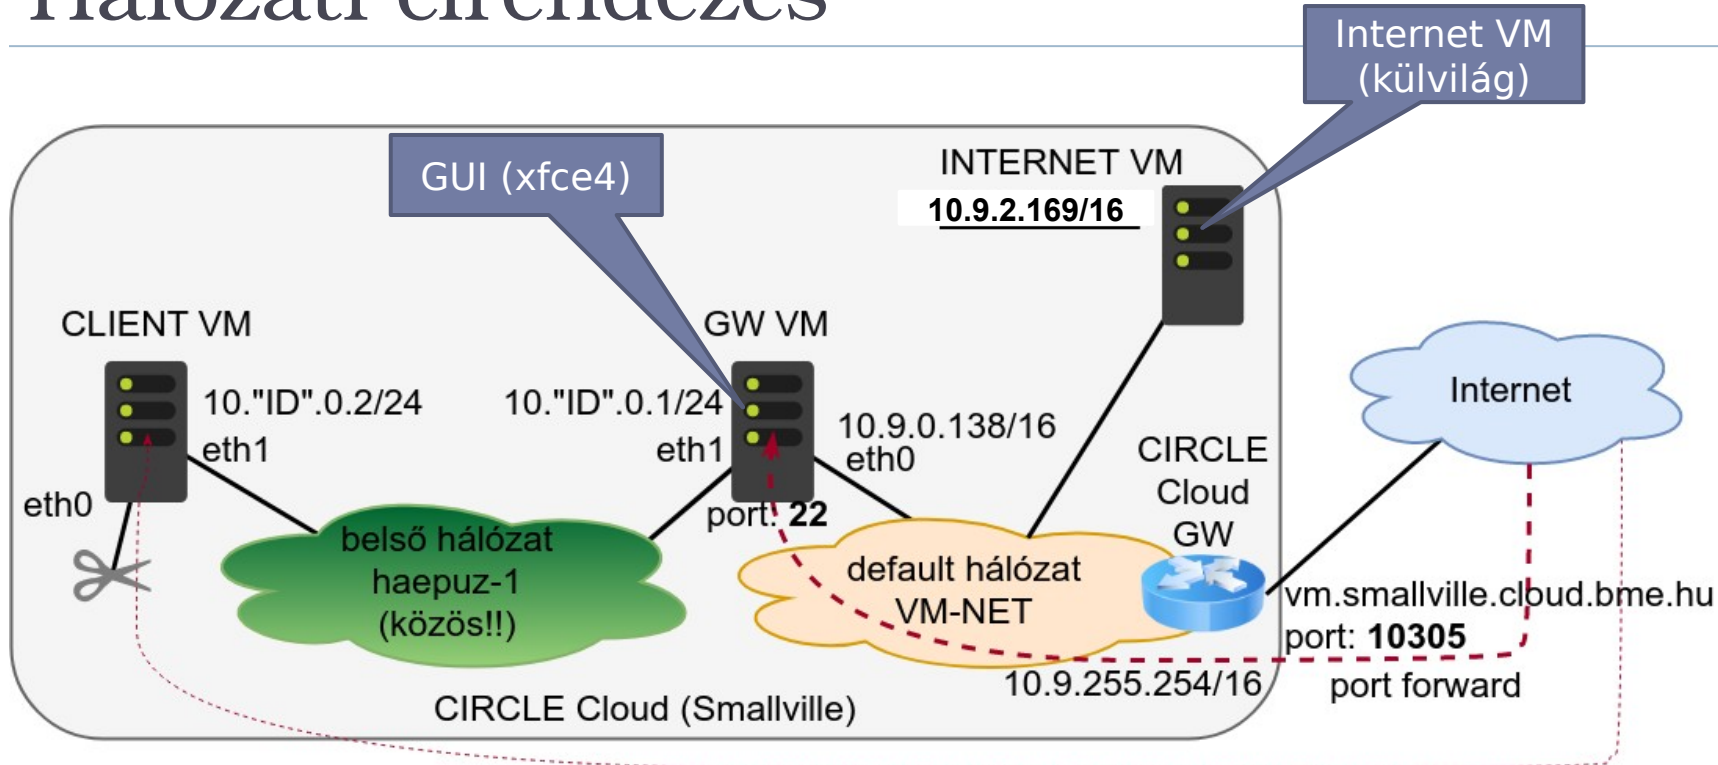 Hálózati elrendezés
Internet VM
(külvilág)
GUI (xfce4)
INTERNET VM
10.9.2.169/16
CLIENT VM
10."ID".0.2/24
eth1
eth0
GW VM
10."ID".0.1/24
eth1
10.9.0.138/16
eth0
port: 22
belső hálózat
haepuz-1
(közös!!)
default hálózat
VM-NET
CIRCLE
Cloud
GW
Internet
vm.smallville.cloud.bme.hu
port: 10305
port forward
10.9.255.254/16
CIRCLE Cloud (Smallville)